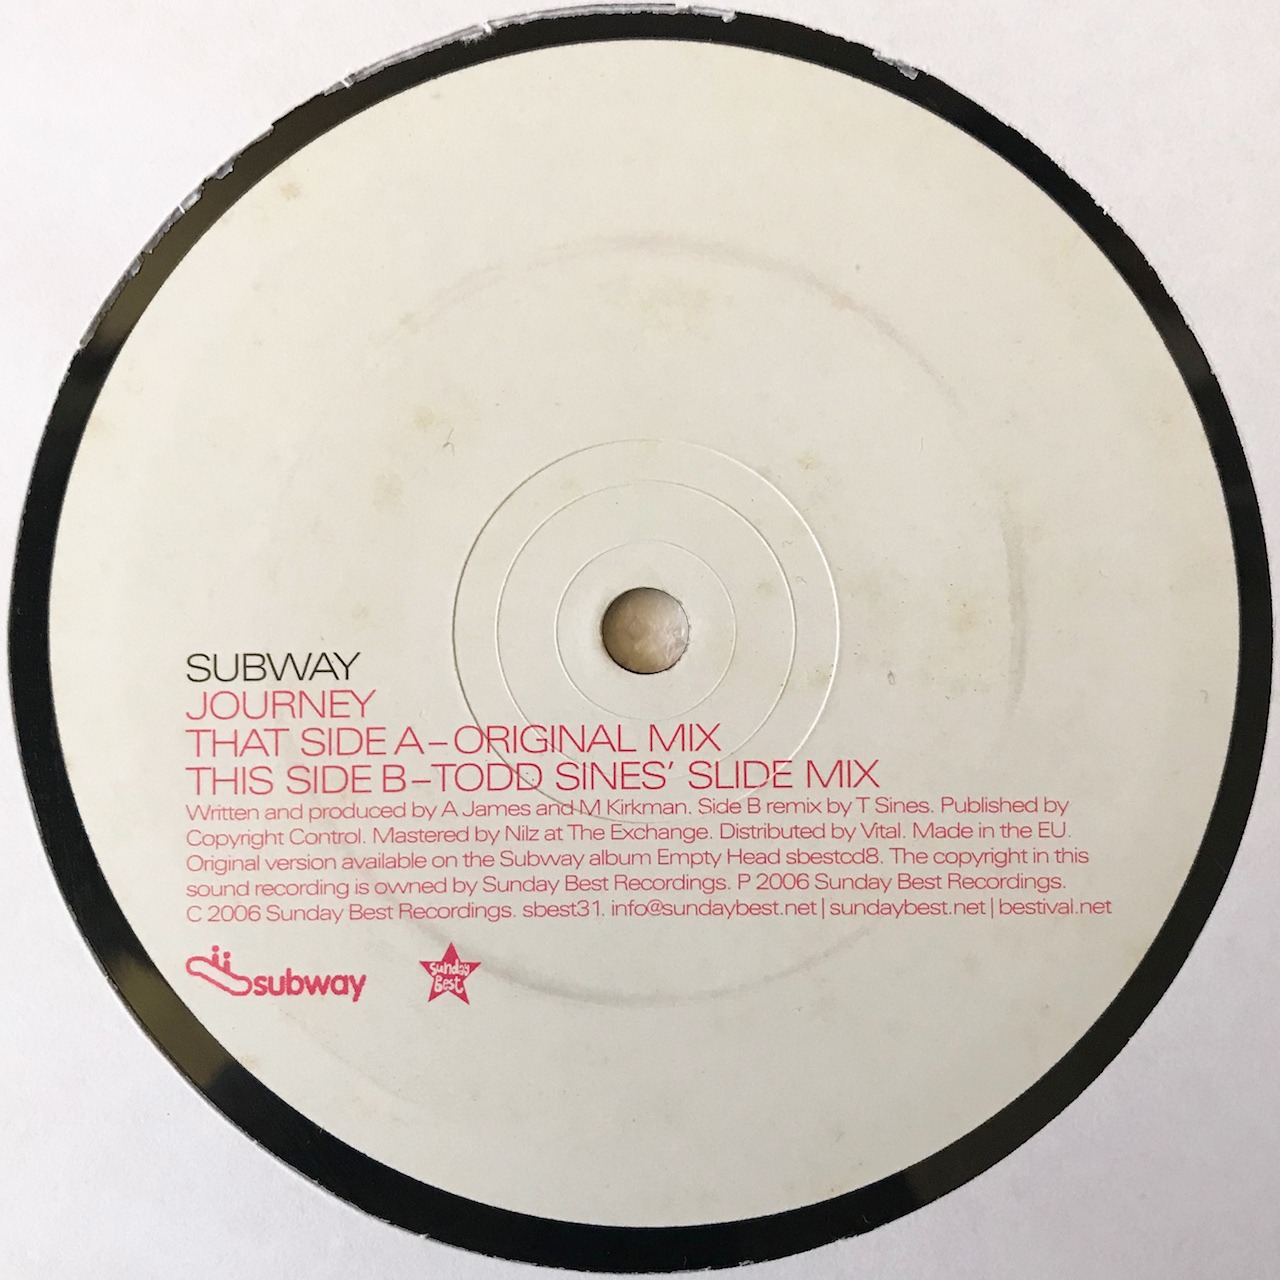 SUBWAY
JOURNEY
THAT SIDE A–ORIGINAL MIX
THIS SIDE B–TODD SINES' SLIDE MIX
Written and produced by A James and M Kirkman. Side B remix by T Sines. Published by
Copyright Control. Mastered by Nilz at The Exchange. Distributed by Vital. Made in the EU.
Original version available on the Subway album Empty Head sbestcd8. The copyright in this
sound recording is owned by Sunday Best Recordings. P 2006 Sunday Best Recordings.
C 2006 Sunday Best Recordings. sbest31. info@sundaybest.net | sundaybest.net | bestival.net
subway
sunday
Best